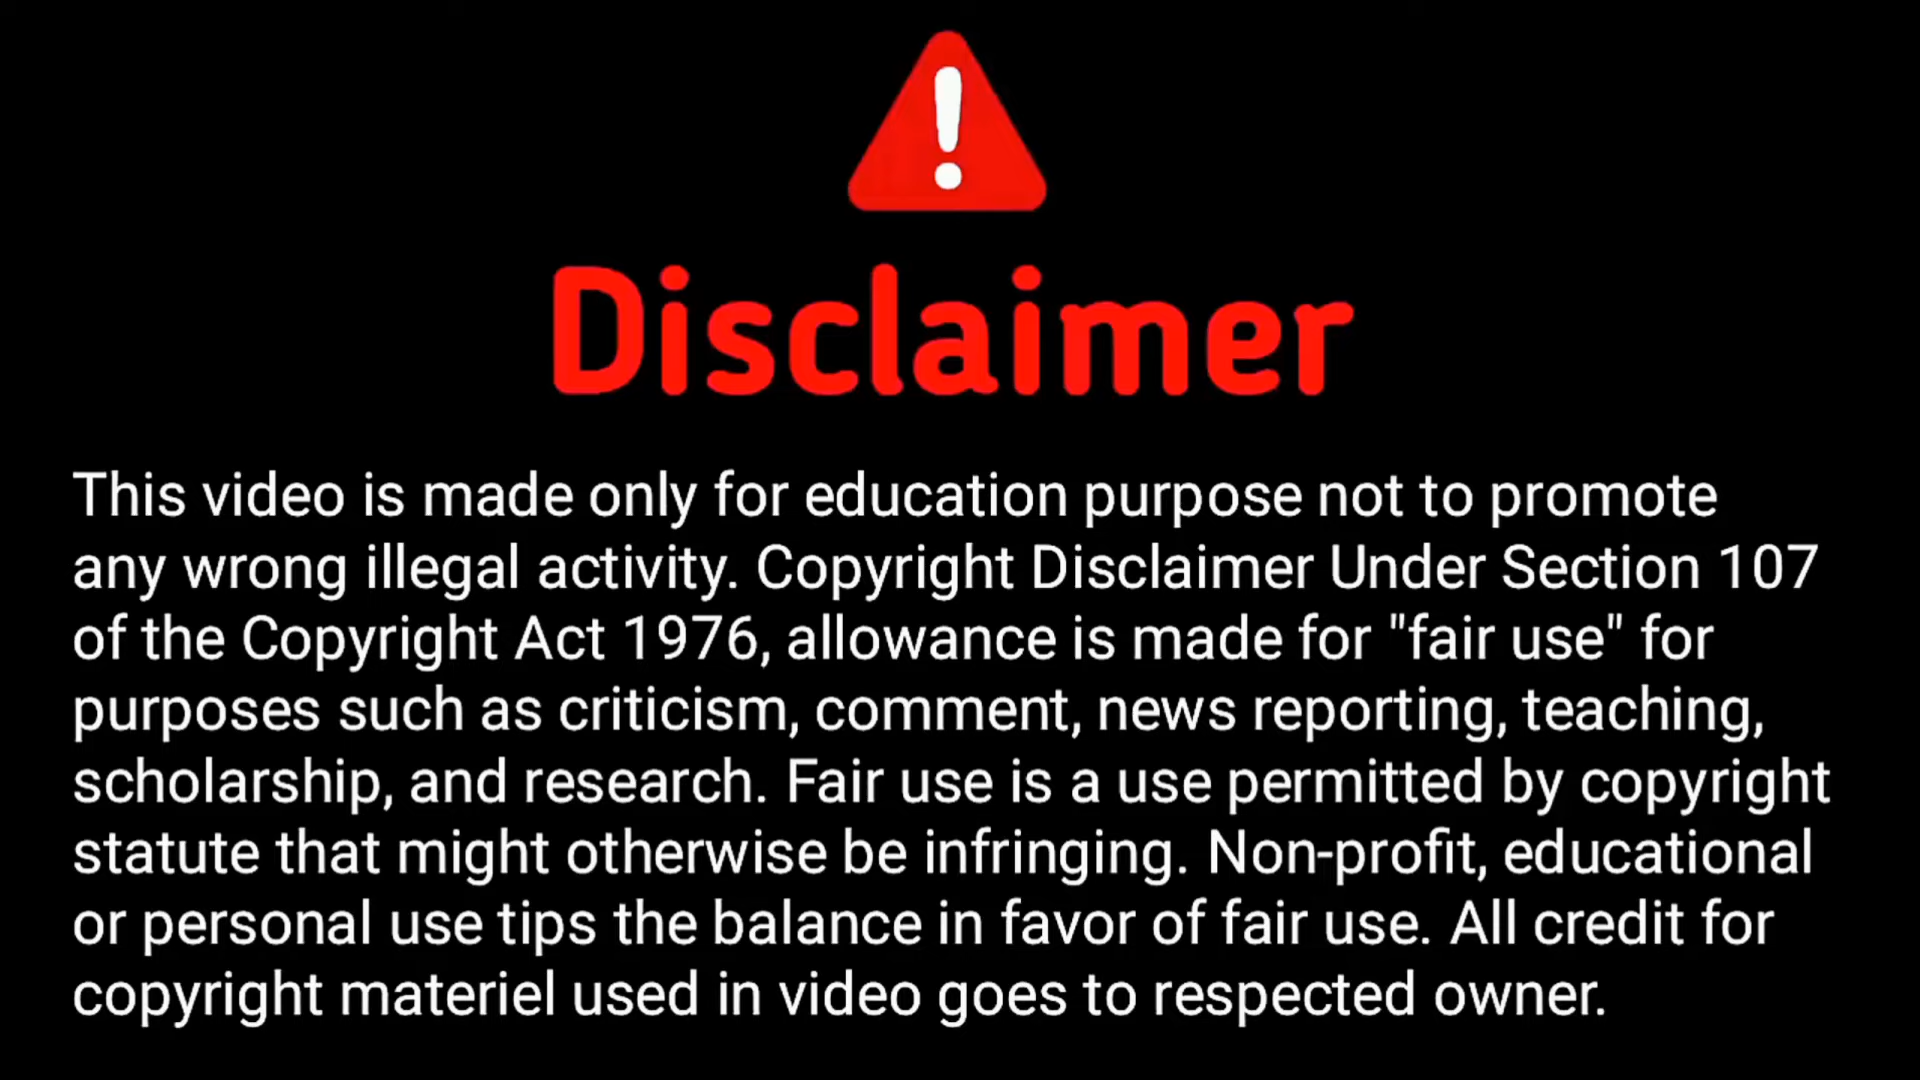 Disclaimer
This video is made only for education purpose not to promote
any wrong illegal activity. Copyright Disclaimer Under Section 107
of the Copyright Act 1976, allowance is made for "fair use" for
purposes such as criticism, comment, news reporting, teaching,
scholarship, and research. Fair use is a use permitted by copyright
statute that might otherwise be infringing. Non-profit, educational
or personal use tips the balance in favor of fair use. All credit for
copyright materiel used in video goes to respected owner.